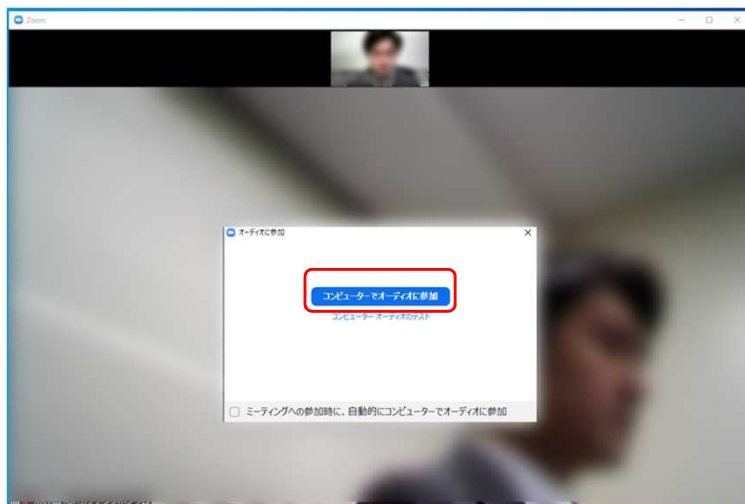 Zoom
オーディオに参加
コンピューターでオーディオに参加
コンピューター オーディオのテスト
ミーティングへの参加時に、自動的にコンピューターでオーディオに参加